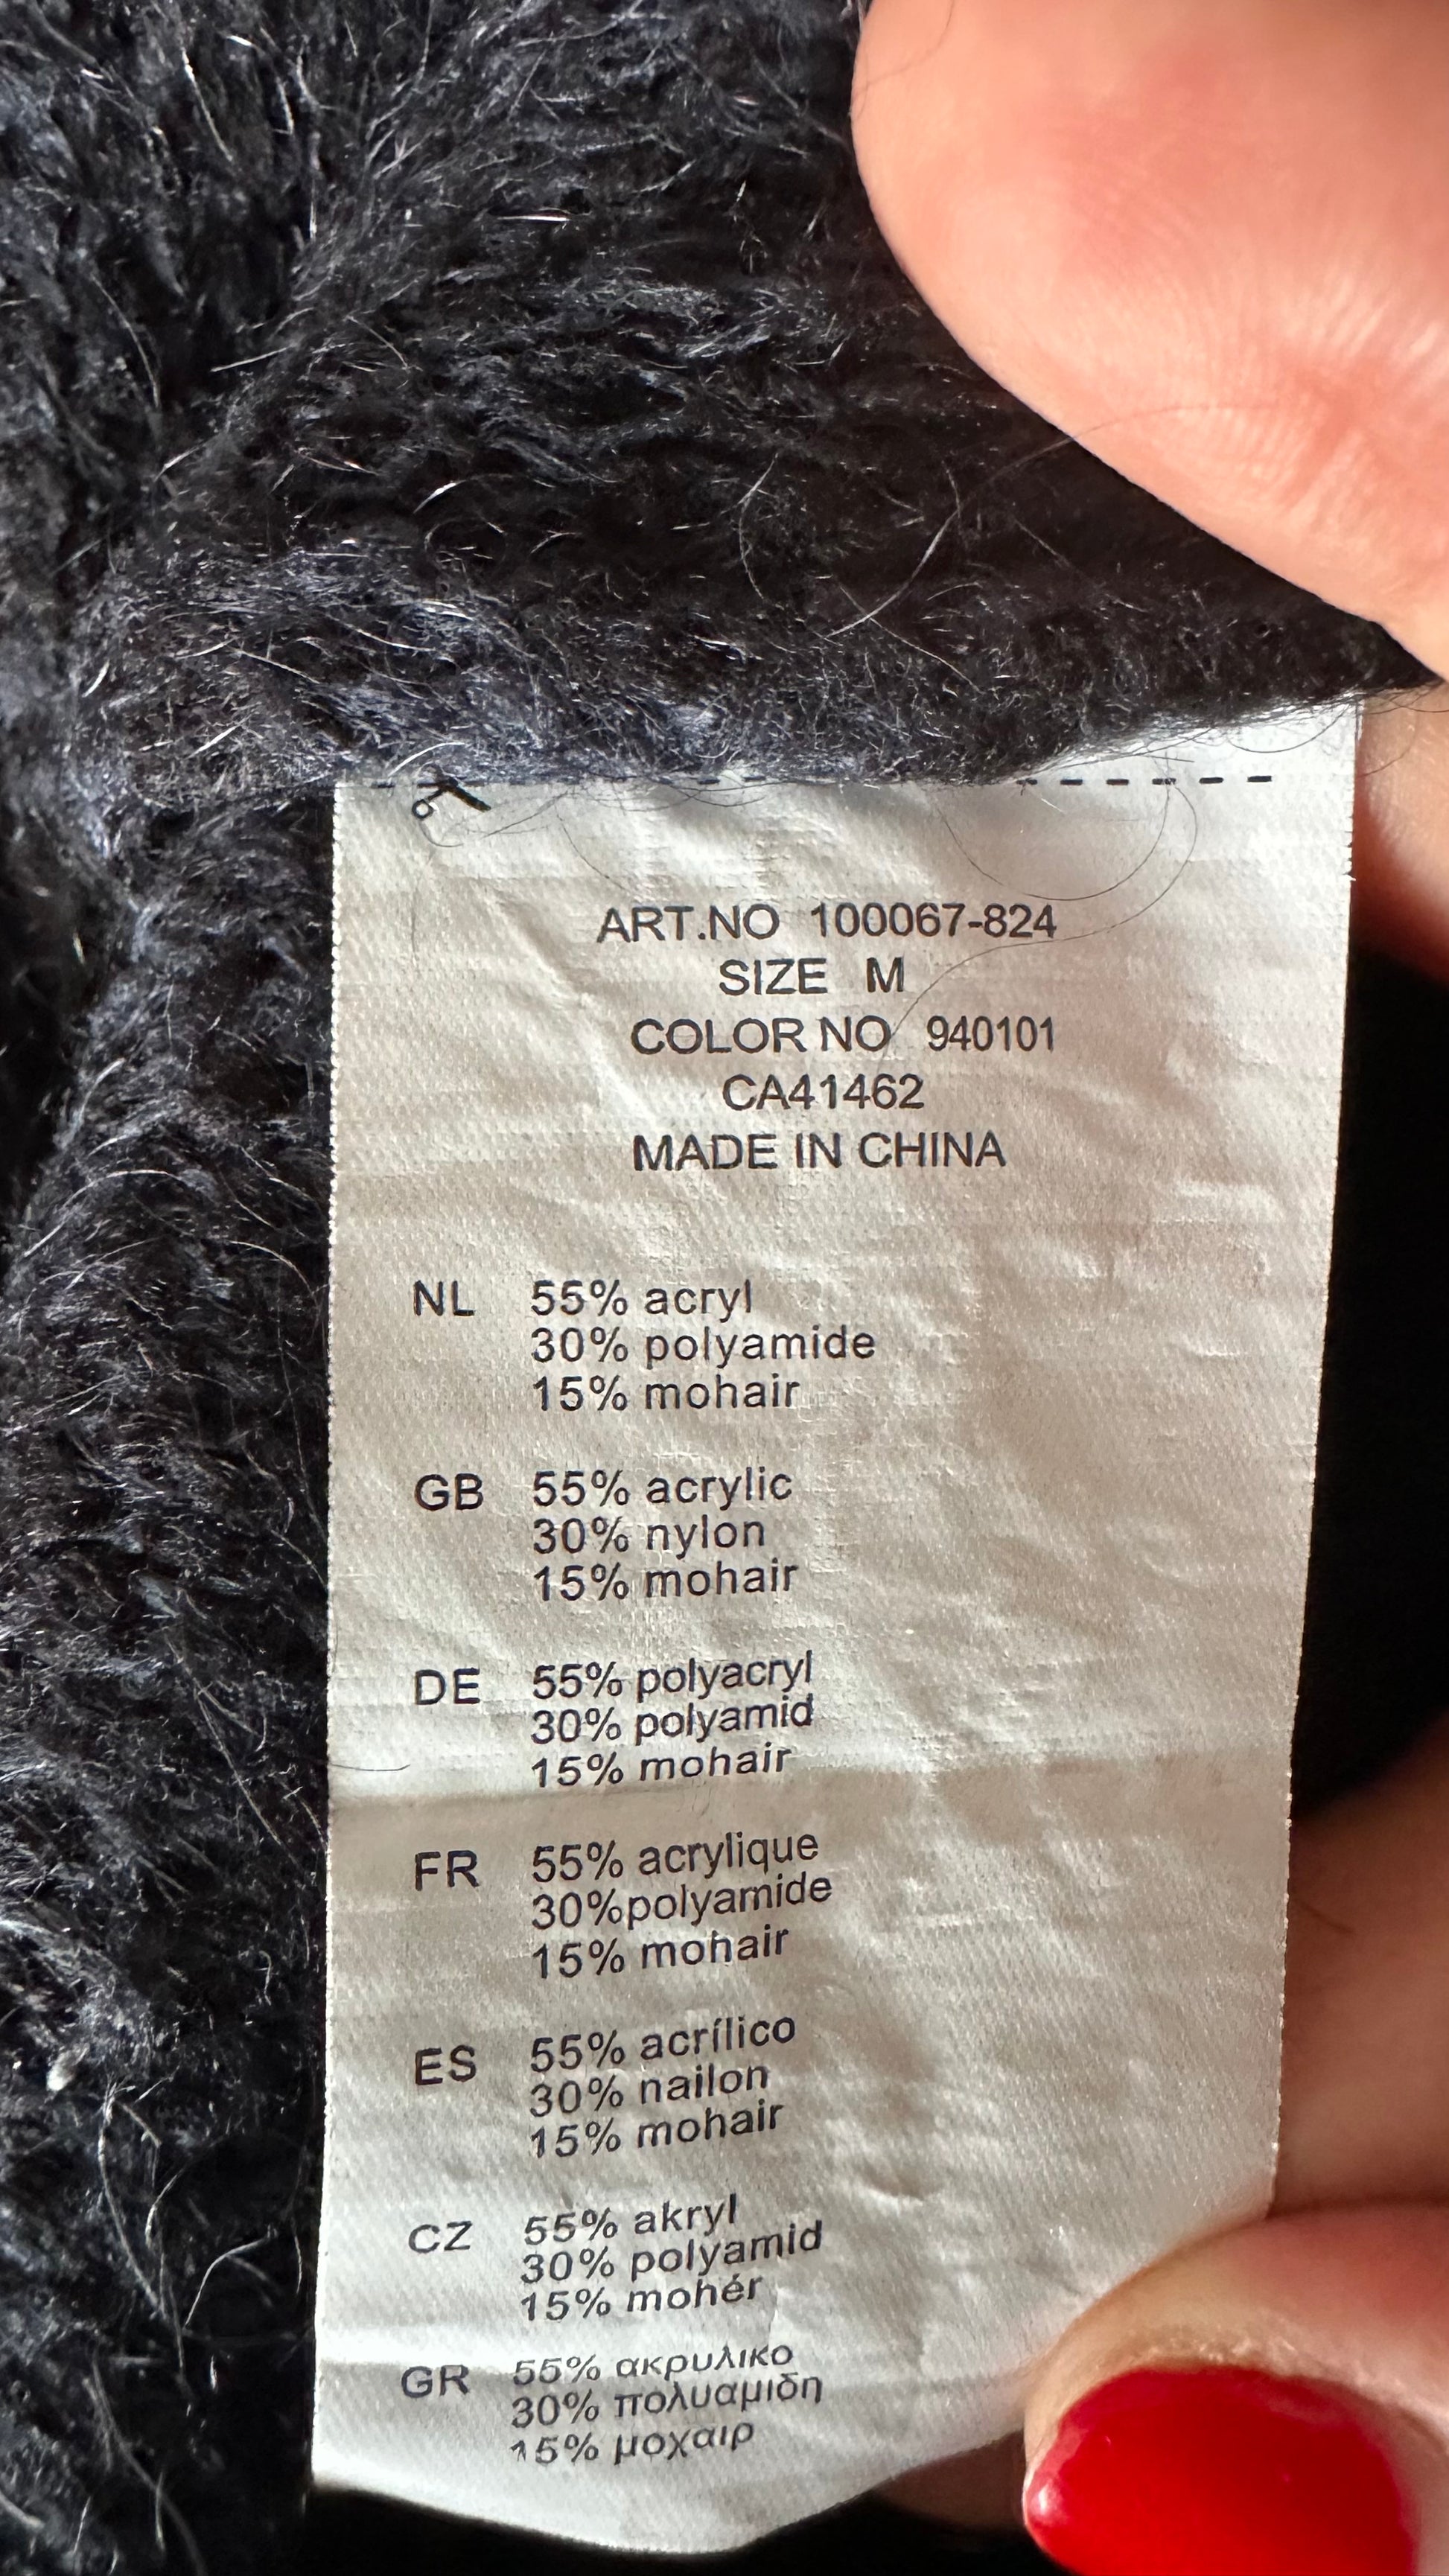 ART.NO 100067-824
SIZE M
COLOR NO 940101
CA41462
MADE IN CHINA
NL 55% acryl
30% polyamide
15% mohair
GB 55% acrylic
30% nylon
15% mohair
DE 55% polyacryl
30% polyamid
15% mohair
FR 55% acrylique
30%polyamide
15% mohair
ES 55% acrílico
30% nailon
15% mohair
CZ 55% akryl
30% polyamid
15% mohér
GR 55% ακρυλικο
30% πολυαμιδη
15% μοχαιρ